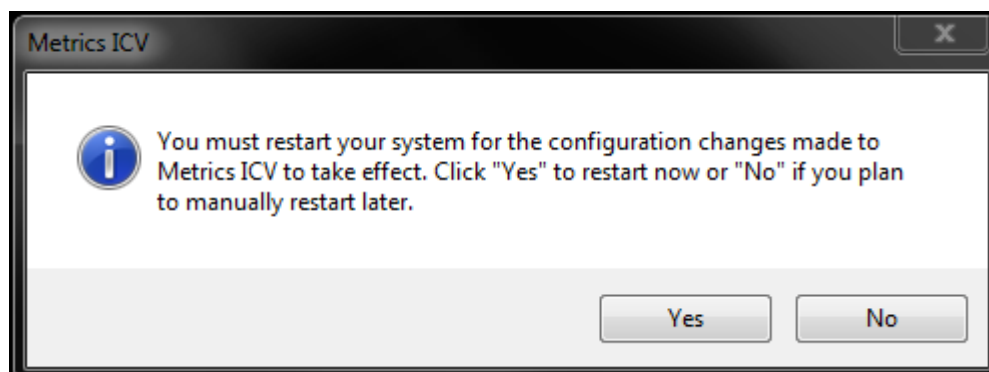 Metrics ICV
You must restart your system for the configuration changes made to
Metrics ICV to take effect. Click "Yes" to restart now or "No" if you plan
to manually restart later.
Yes No